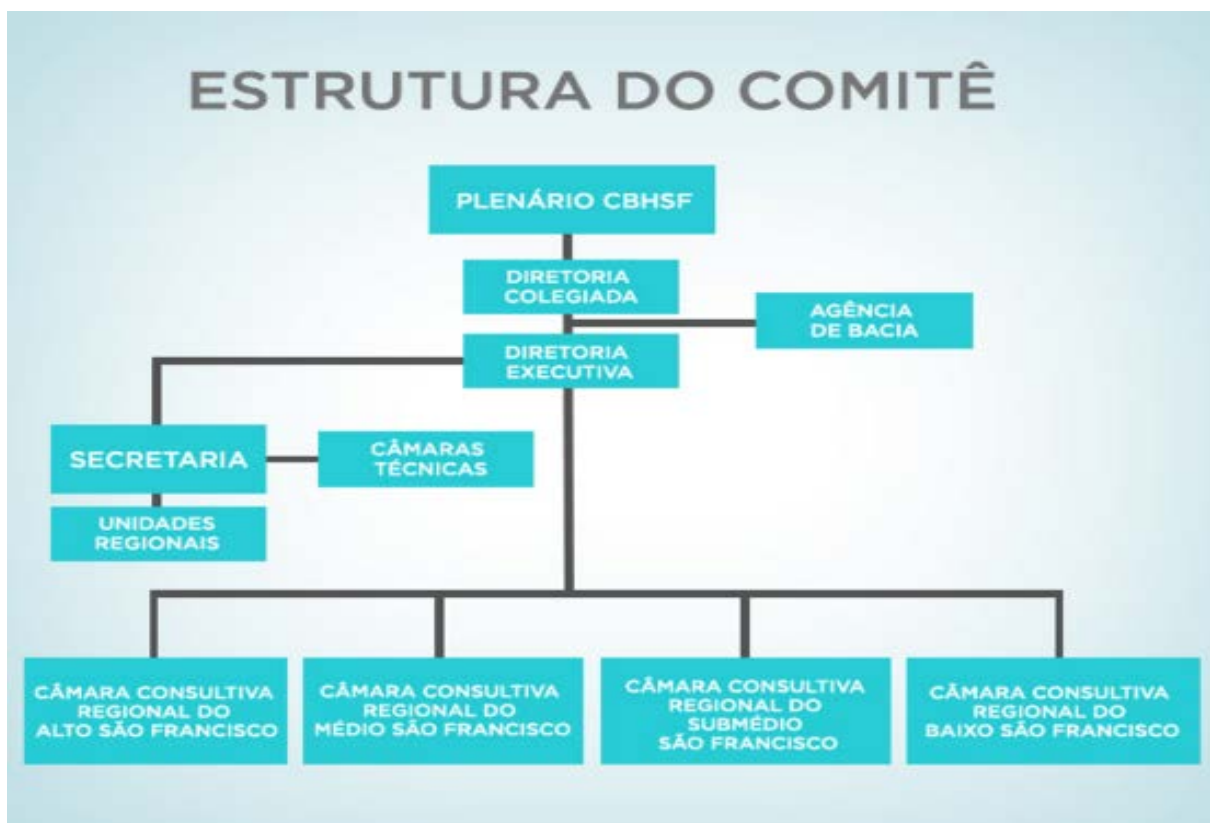 ESTRUTURA DO COMITÊ
PLENÁRIO CBHSF
DIRETORIA
COLEGIADA
AGÊNCIA
DE BACIA
DIRETORIA
EXECUTIVA
SECRETARIA
CÂMARAS
TÉCNICAS
UNIDADES
REGIONAIS
CÂMARA CONSULTIVA
REGIONAL DO
ALTO SÃO FRANCISCO
CÂMARA CONSULTIVA
REGIONAL DO
MÉDIO SÃO FRANCISCO
CÂMARA CONSULTIVA
REGIONAL DO
SUBMÉDIO
SÃO FRANCISCO
CÂMARA CONSULTIVA
REGIONAL DO
BAIXO SÃO FRANCISCO